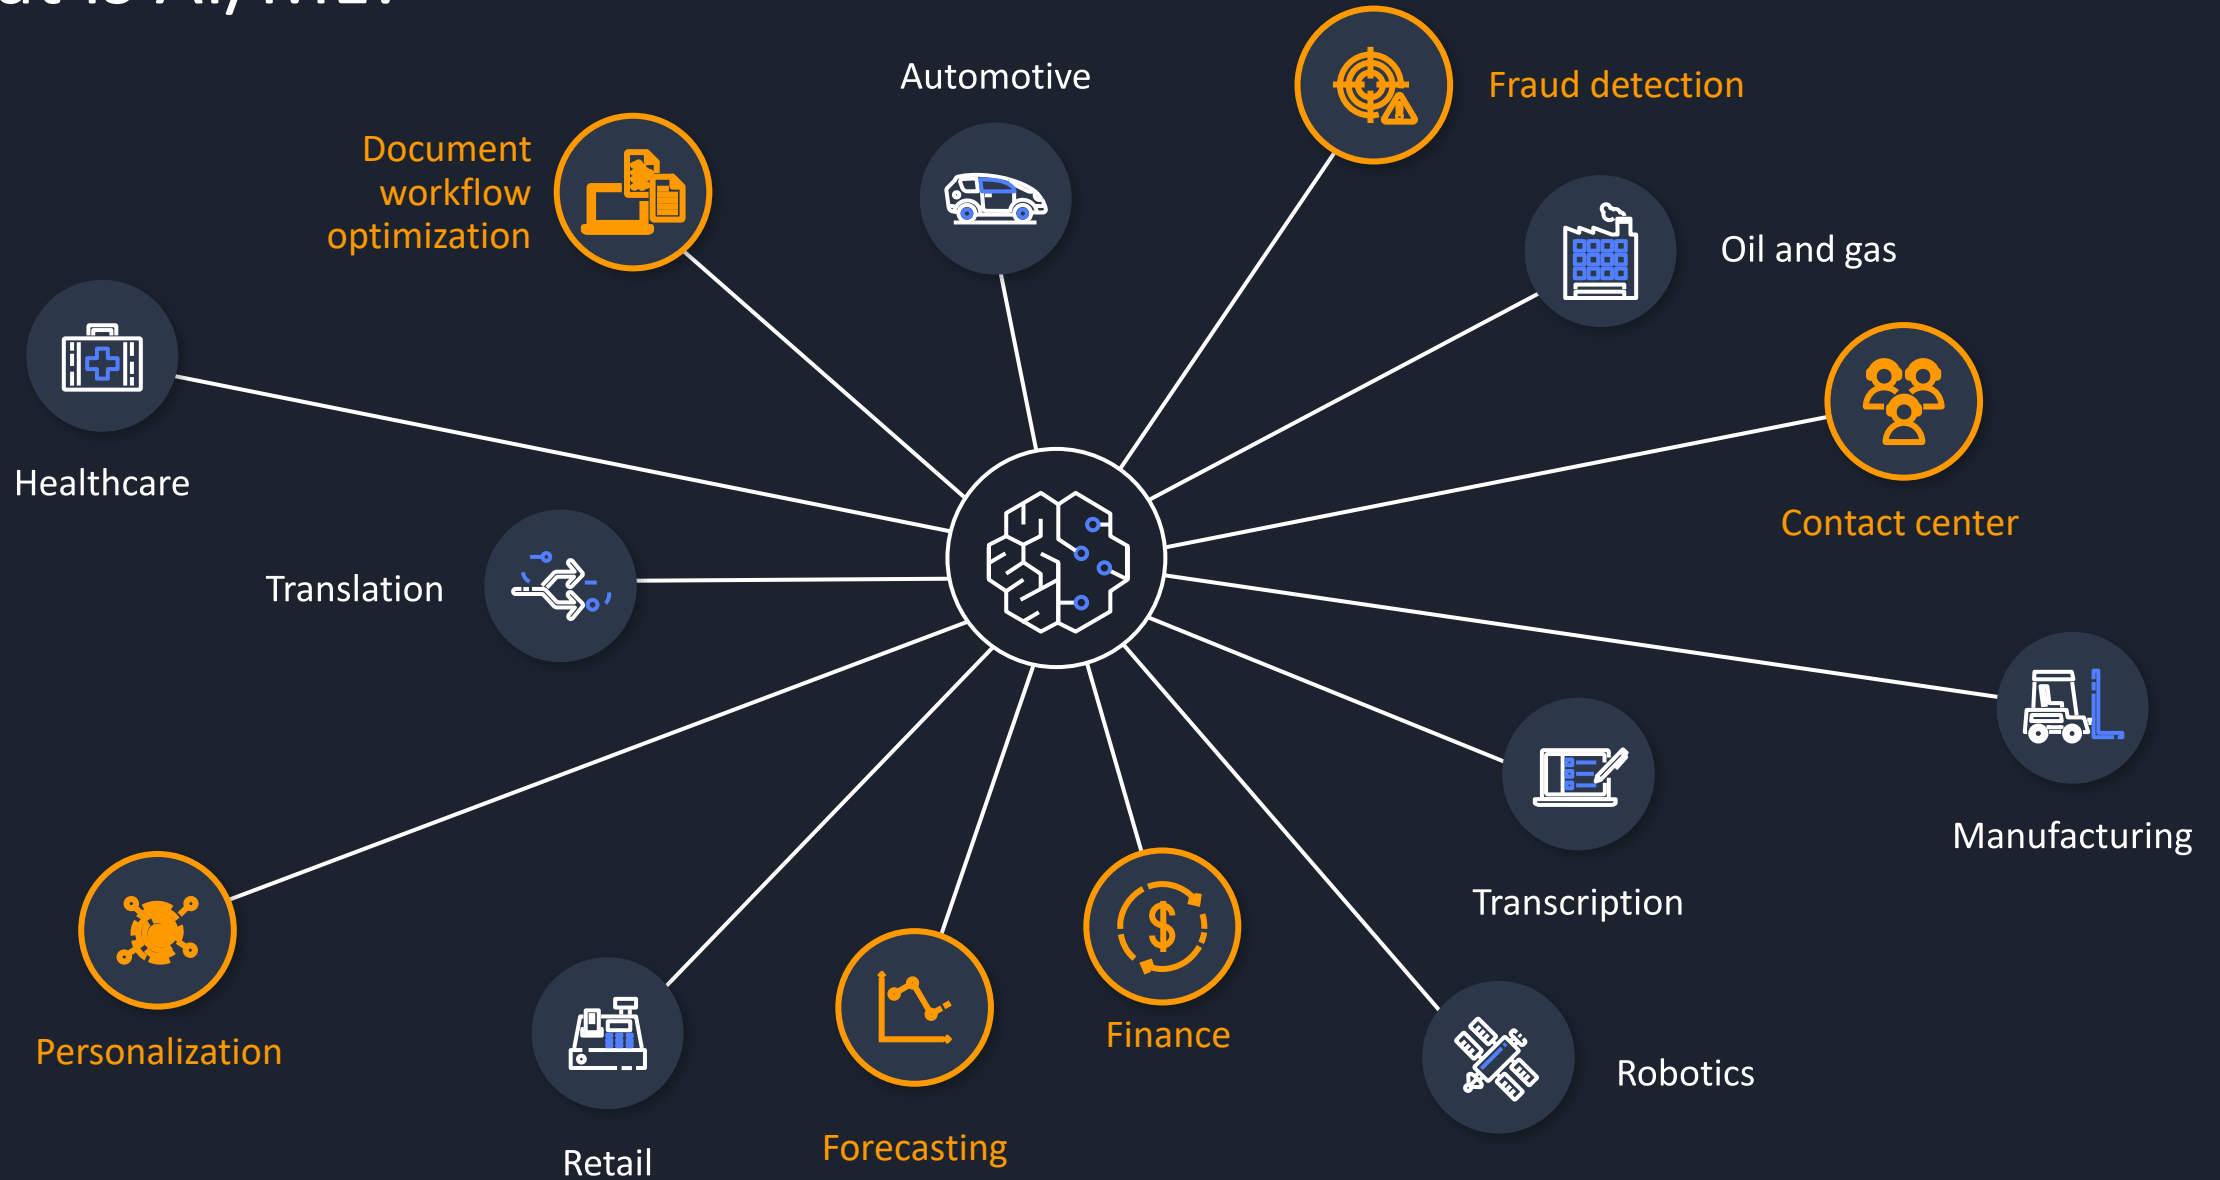 Automotive
Fraud detection
Document
workflow
optimization
Oil and gas
Healthcare
Contact center
Translation
Manufacturing
Transcription
Personalization
Finance
Robotics
Forecasting
Retail